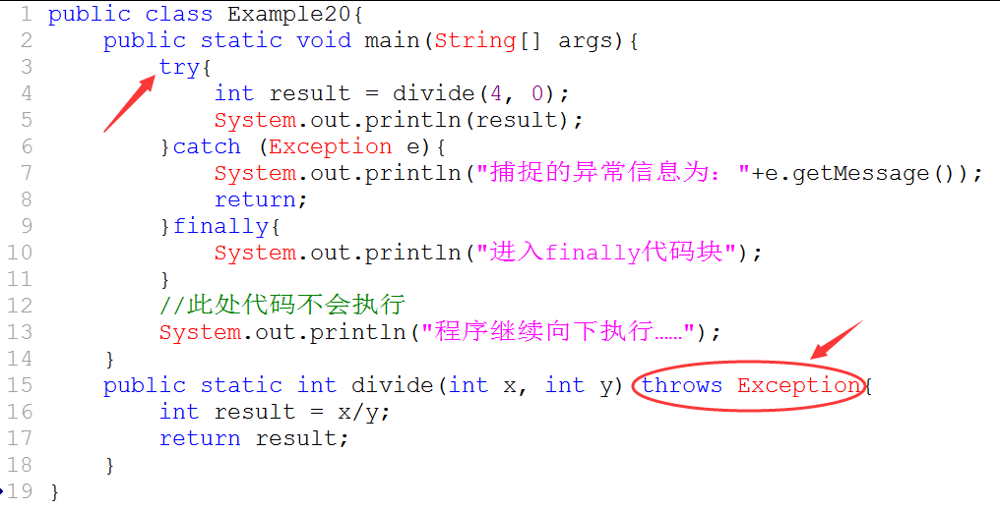 1 public class Example20{
2 public static void main(String[] args){
3 try{
4 int result = divide(4, 0);
5 System.out.println(result);
6 }catch (Exception e){
7 System.out.println("捕捉的异常信息为："+e.getMessage());
8 return;
9 }finally{
10 System.out.println("进入finally代码块");
11 }
12 //此处代码不会执行
13 System.out.println("程序继续向下执行……");
14 }
15 public static int divide(int x, int y) throws Exception{
16 int result = x/y;
17 return result;
18 }
19 }